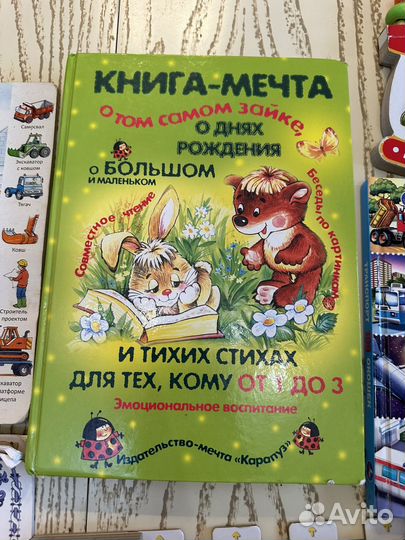 КНИГА-МЕЧТА
о том самом зайке,
О ДНЯХ
РОЖДЕНИЯ
О БОЛЬШОМ
И МАЛЕНЬКОМ
Совместное чтение
Беседы по картинкам
И ТИХИХ СТИХАХ
ДЛЯ ТЕХ, КОМУ ОТ 1 ДО 3
Эмоциональное воспитание
Издательство-мечта «Карапуз»
Самосвал
Экскаватор
с ковшом
Тягач
Ковш
Строитель
с проектом
Avito